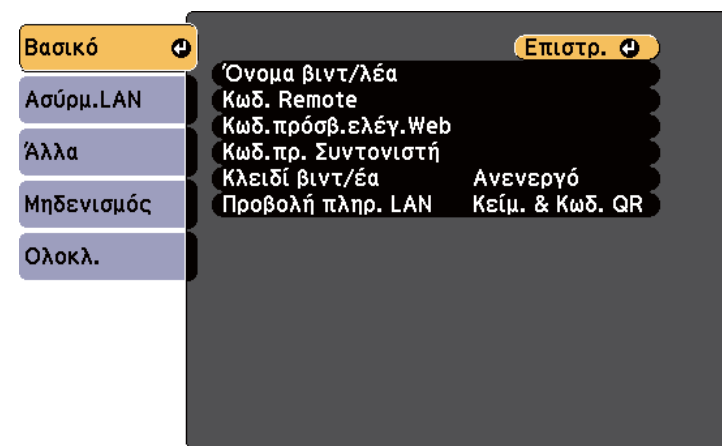 Βασικό
Ασύρμ.LAN
Άλλα
Μηδενισμός
Ολοκλ.
Επιστρ.
Όνομα βιντ/λέα
Κωδ. Remote
Κωδ.πρόσβ.ελέγ.Web
Κωδ.πρ. Συντονιστή
Κλειδί βιντ/έα Ανενεργό
Προβολή πληρ. LAN Κείμ. & Κωδ. QR